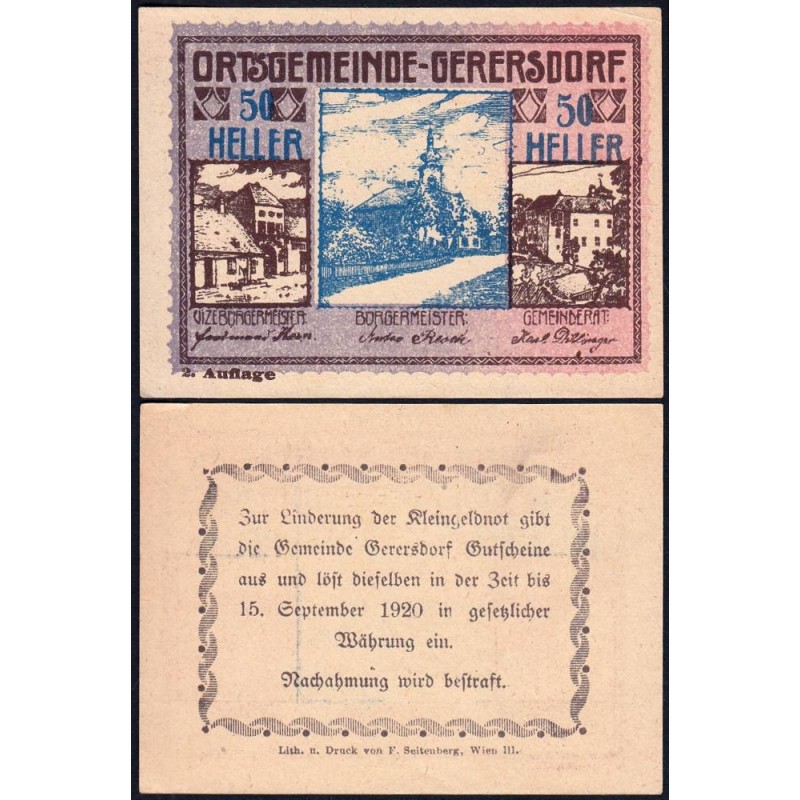 ORTSGEMEINDE-GERERSDORF.
50 HELLER
50 HELLER
VIZEBÜRGERMEISTER:
BÜRGERMEISTER:
GEMEINDERAT:
2. Auflage
Zur Linderung der Kleingeldnot gibt
die Gemeinde Gerersdorf Gutscheine
aus und löſt dieſelben in der Zeit bis
15. September 1920 in geſetzlicher
Währung ein.
Nachahmung wird beſtraft.
Lith. u. Druck von F. Seitenberg, Wien III.